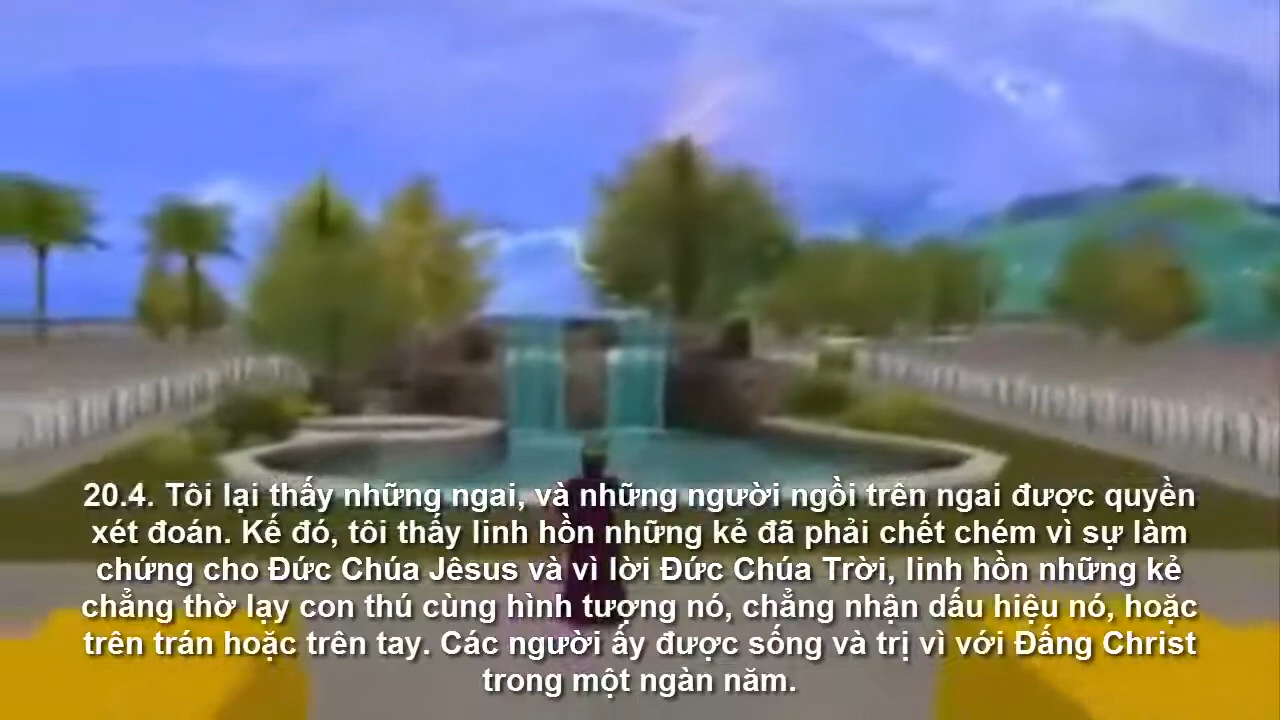 20.4. Tôi lại thấy những ngai, và những người ngồi trên ngai được quyền
xét đoán. Kế đó, tôi thấy linh hồn những kẻ đã phải chết chém vì sự làm
chứng cho Đức Chúa Jêsus và vì lời Đức Chúa Trời, linh hồn những kẻ
chẳng thờ lạy con thú cùng hình tượng nó, chẳng nhận dấu hiệu nó, hoặc
trên trán hoặc trên tay. Các người ấy được sống và trị vì với Đấng Christ
trong một ngàn năm.